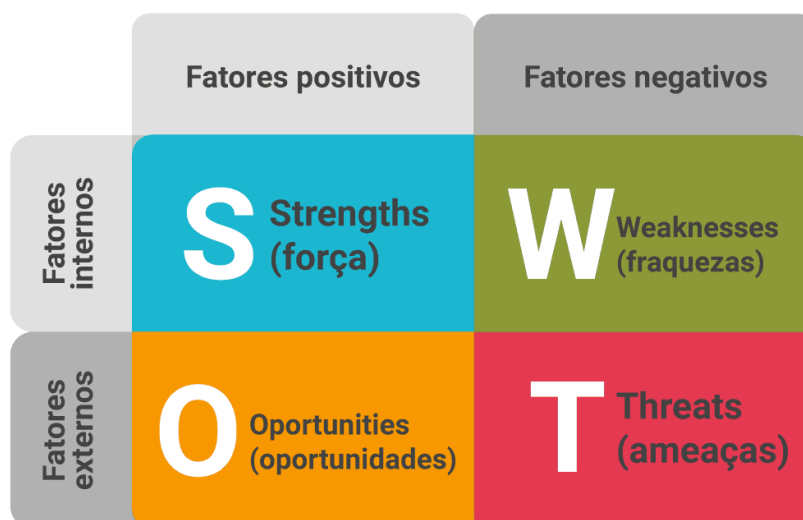 Fatores positivos
Fatores negativos
Fatores
internos
S
Strengths
(força)
W
Weaknesses
(fraquezas)
Fatores
externos
O
Oportunities
(oportunidades)
T
Threats
(ameaças)